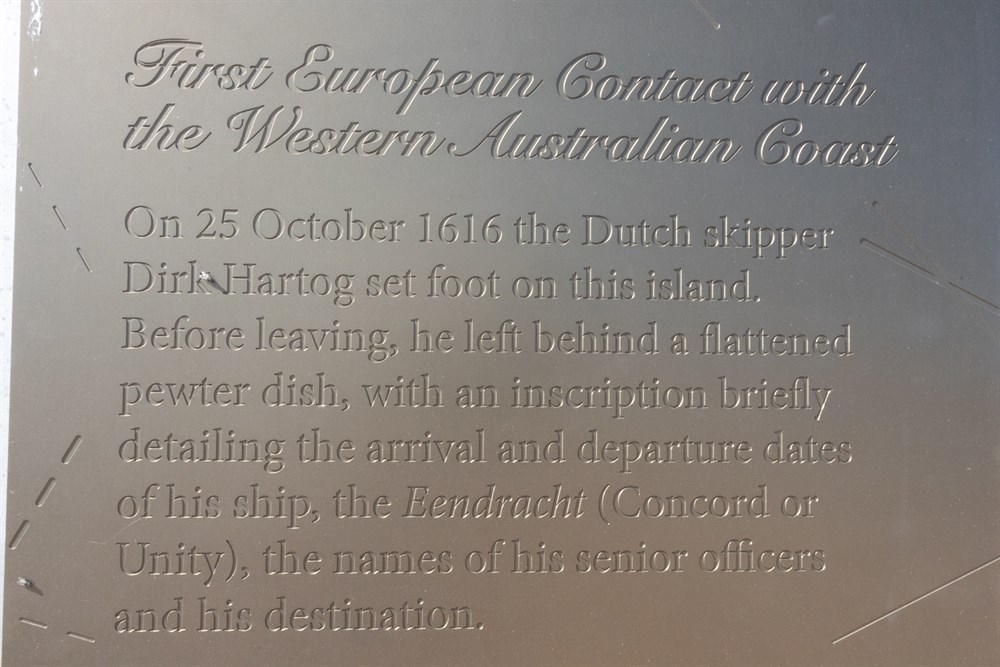 First European Contact with
the Western Australian Coast
On 25 October 1616 the Dutch skipper
Dirk Hartog set foot on this island.
Before leaving, he left behind a flattened
pewter dish, with an inscription briefly
detailing the arrival and departure dates
of his ship, the Eendracht (Concord or
Unity), the names of his senior officers
and his destination.